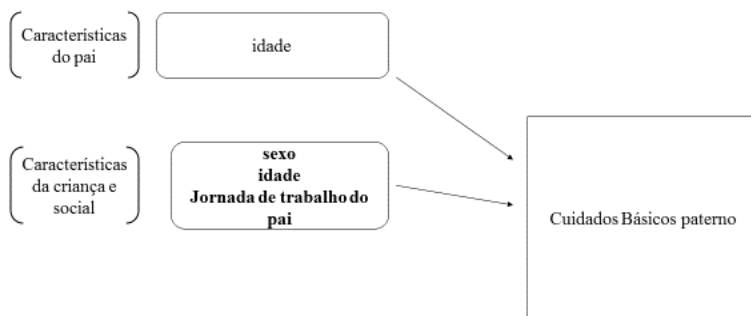 Características
do pai
idade
Características
da criança e
social
sexo
idade
Jornada de trabalho do
pai
Cuidados Básicos paterno